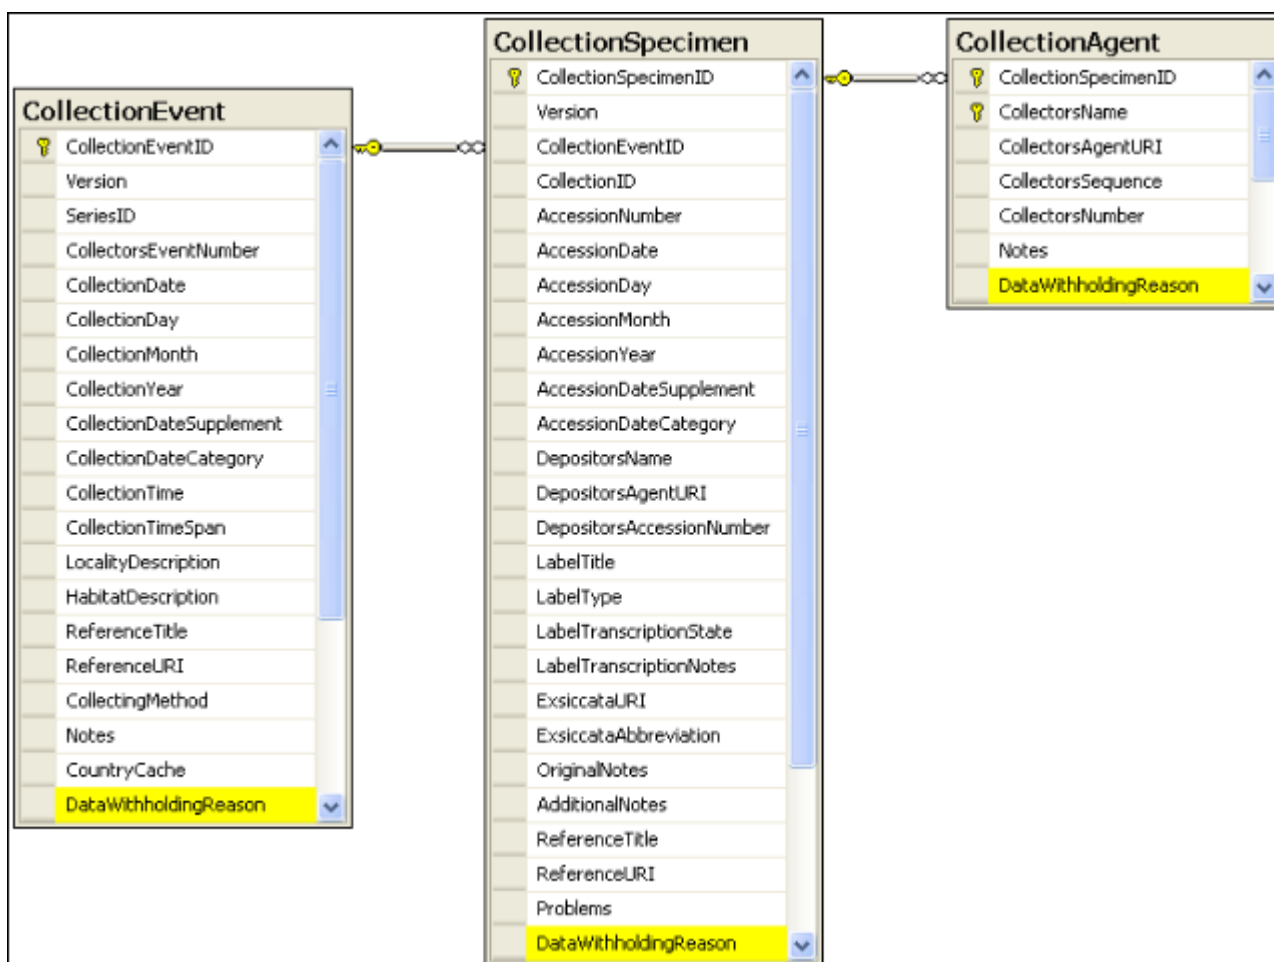 CollectionEvent
CollectionEventID
Version
SeriesID
CollectorsEventNumber
CollectionDate
CollectionDay
CollectionMonth
CollectionYear
CollectionDateSupplement
CollectionDateCategory
CollectionTime
CollectionTimeSpan
LocalityDescription
HabitatDescription
ReferenceTitle
ReferenceURI
CollectingMethod
Notes
CountryCache
DataWithholdingReason
CollectionSpecimen
CollectionSpecimenID
Version
CollectionEventID
CollectionID
AccessionNumber
AccessionDate
AccessionDay
AccessionMonth
AccessionYear
AccessionDateSupplement
AccessionDateCategory
DepositorsName
DepositorsAgentURI
DepositorsAccessionNumber
LabelTitle
LabelType
LabelTranscriptionState
LabelTranscriptionNotes
ExsiccataURI
ExsiccataAbbreviation
OriginalNotes
AdditionalNotes
ReferenceTitle
ReferenceURI
Problems
DataWithholdingReason
CollectionAgent
CollectionSpecimenID
CollectorsName
CollectorsAgentURI
CollectorsSequence
CollectorsNumber
Notes
DataWithholdingReason